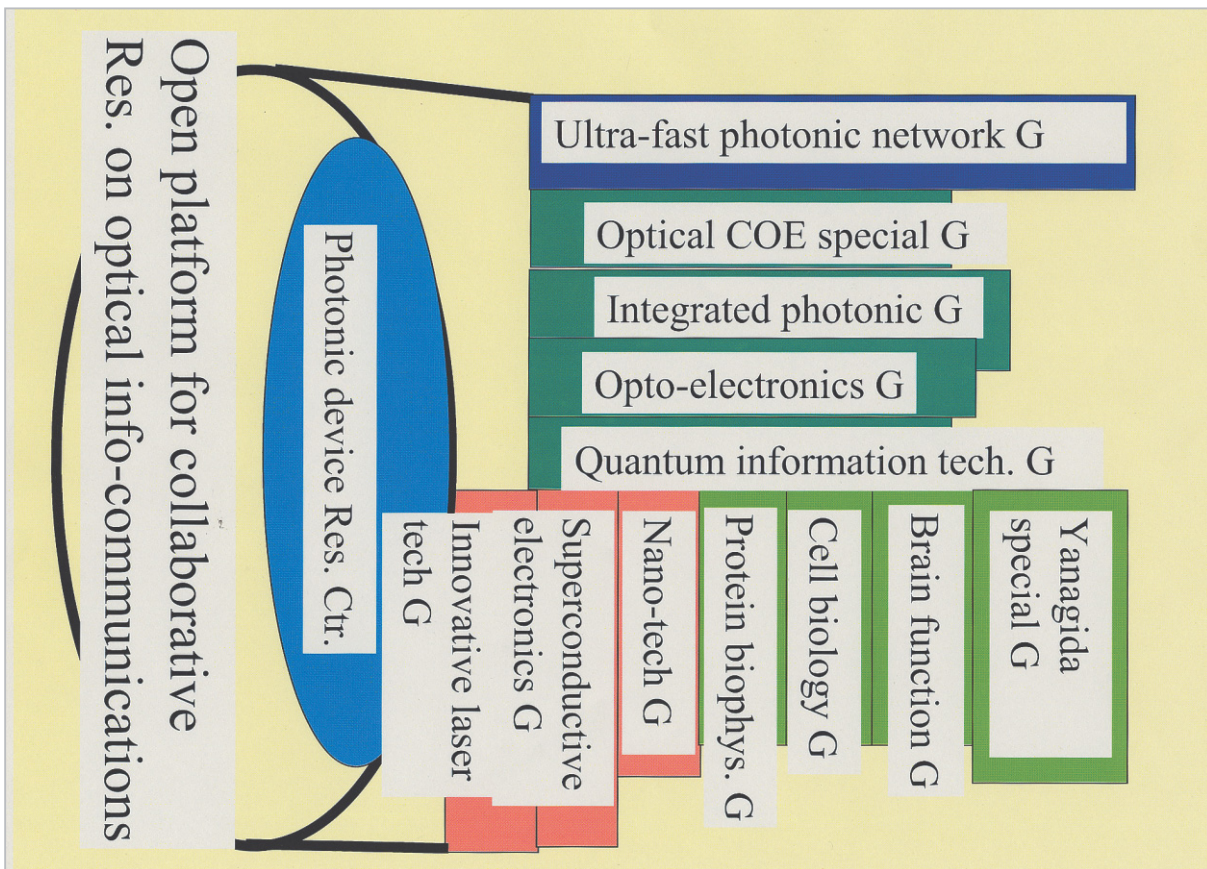 Open platform for collaborative
Res. on optical info-communications
Photonic device Res. Ctr.
Ultra-fast photonic network G
Optical COE special G
Integrated photonic G
Opto-electronics G
Quantum information tech. G
Innovative laser
tech G
Superconductive
electronics G
Nano-tech G
Protein biophys. G
Cell biology G
Brain function G
Yanagida
special G